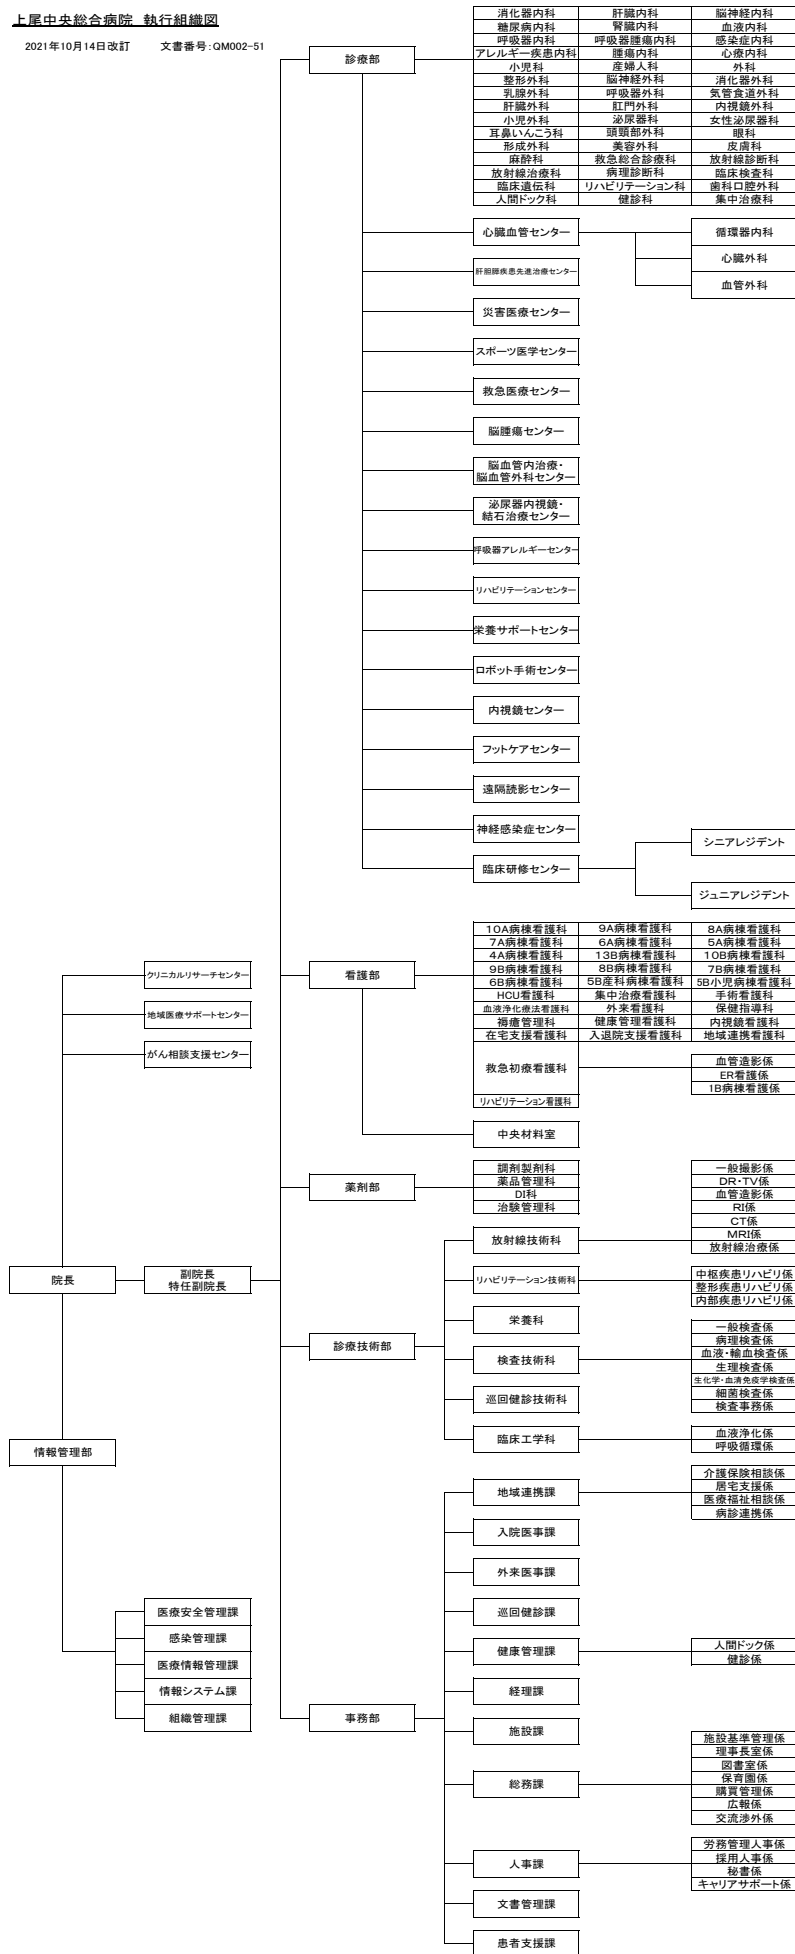 上尾中央総合病院 執行組織図
2021年10月14日改訂 文書番号:QM002-51
診療部
消化器内科 肝臓内科 脳神経内科
糖尿病内科 腎臓内科 血液内科
呼吸器内科 呼吸器腫瘍内科 感染症内科
アレルギー疾患内科 腫瘍内科 心療内科
小児科 産婦人科 外科
整形外科 脳神経外科 消化器外科
乳腺外科 呼吸器外科 気管食道外科
肝臓外科 肛門外科 内視鏡外科
小児外科 泌尿器科 女性泌尿器科
耳鼻いんこう科 頭頸部外科 眼科
形成外科 美容外科 皮膚科
麻酔科 救急総合診療科 放射線診断科
放射線治療科 病理診断科 臨床検査科
臨床遺伝科 リハビリテーション科 歯科口腔外科
人間ドック科 健診科 集中治療科
心臓血管センター
循環器内科
心臓外科
血管外科
肝胆膵疾患先進治療センター
災害医療センター
スポーツ医学センター
救急医療センター
脳腫瘍センター
脳血管内治療・
脳血管外科センター
泌尿器内視鏡・
結石治療センター
呼吸器アレルギーセンター
リハビリテーションセンター
栄養サポートセンター
ロボット手術センター
内視鏡センター
フットケアセンター
遠隔読影センター
神経感染症センター
臨床研修センター
シニアレジデント
ジュニアレジデント
看護部
10A病棟看護科 9A病棟看護科 8A病棟看護科
7A病棟看護科 6A病棟看護科 5A病棟看護科
4A病棟看護科 13B病棟看護科 10B病棟看護科
9B病棟看護科 8B病棟看護科 7B病棟看護科
6B病棟看護科 5B産科病棟看護科 5B小児病棟看護科
HCU看護科 集中治療看護科 手術看護科
血液浄化療法看護科 外来看護科 保健指導科
褥瘡管理科 健康管理看護科 内視鏡看護科
在宅支援看護科 入退院支援看護科 地域連携看護科
救急初療看護科
血管造影係
ER看護係
1B病棟看護係
リハビリテーション看護科
中央材料室
クリニカルリサーチセンター
地域医療サポートセンター
がん相談支援センター
薬剤部
調剤製剤科
薬品管理科
DI科
治験管理科
院長
副院長
特任副院長
診療技術部
放射線技術科
一般撮影係
DR・TV係
血管造影係
RI係
CT係
MRI係
放射線治療係
リハビリテーション技術科
中枢疾患リハビリ係
整形疾患リハビリ係
内部疾患リハビリ係
栄養科
検査技術科
一般検査係
病理検査係
血液・輸血検査係
生理検査係
生化学・血清免疫学検査係
細菌検査係
検査事務係
巡回健診技術科
臨床工学科
血液浄化係
呼吸循環係
情報管理部
医療安全管理課
感染管理課
医療情報管理課
情報システム課
組織管理課
事務部
地域連携課
介護保険相談係
居宅支援係
医療福祉相談係
病診連携係
入院医事課
外来医事課
巡回健診課
健康管理課
人間ドック係
健診係
経理課
施設課
総務課
施設基準管理係
理事長室係
図書室係
保育園係
購買管理係
広報係
交流渉外係
人事課
労務管理人事係
採用人事係
秘書係
キャリアサポート係
文書管理課
患者支援課